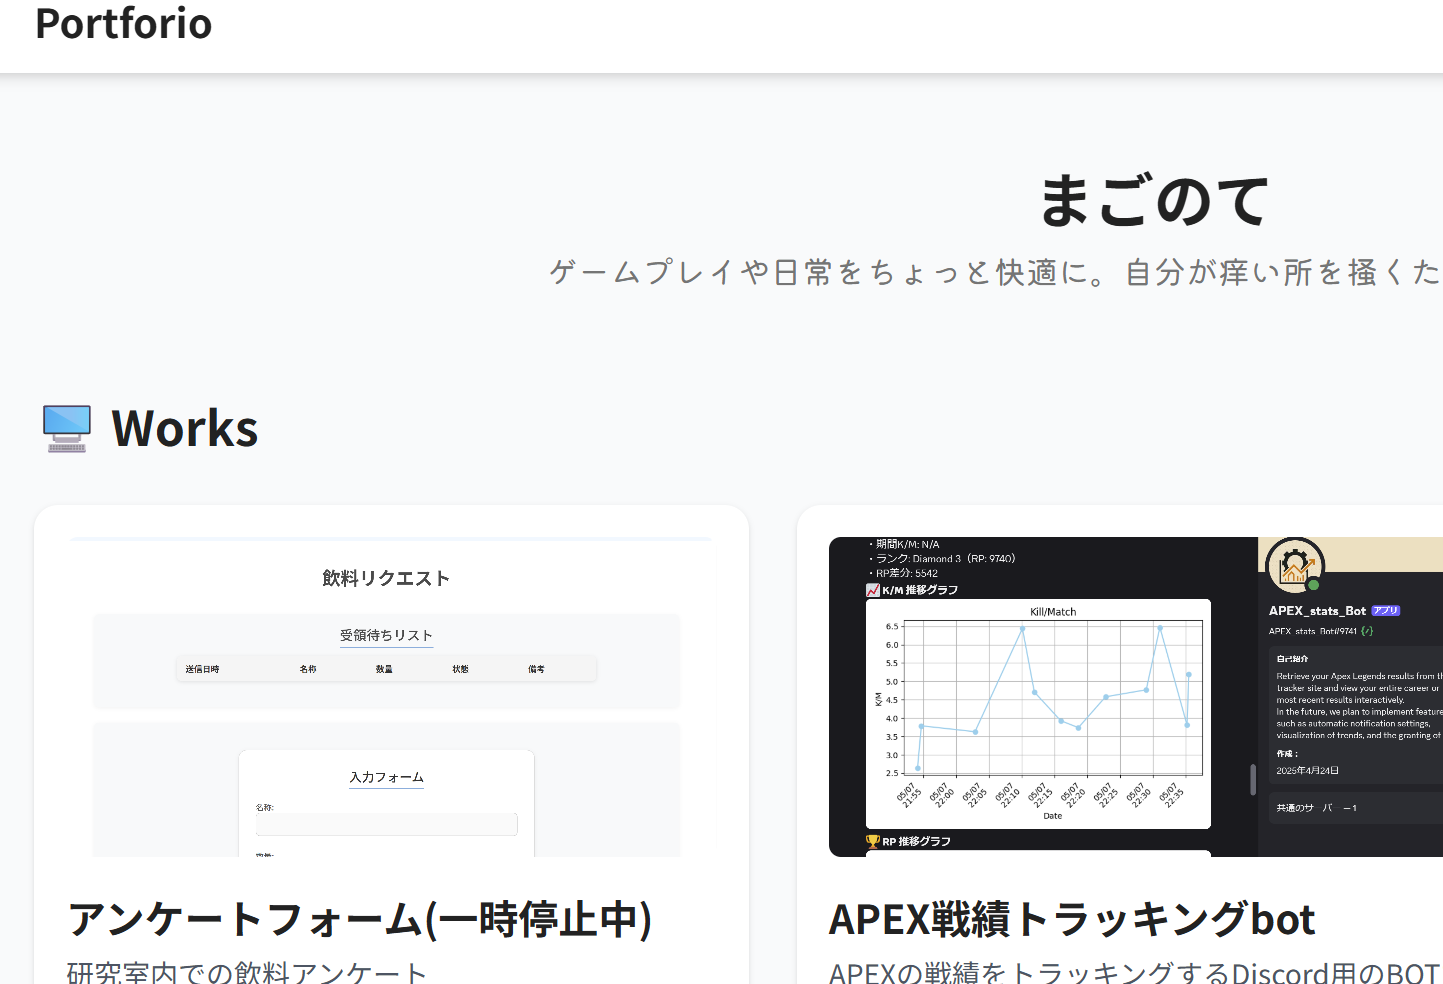 Portforio
まごのて
ゲームプレイや日常をちょっと快適に。自分が痒い所を掻くた
Works
飲料リクエスト
受領待ちリスト
送信日時 名称 数量 状態 備考
入力フォーム
名称:
アンケートフォーム(一時停止中)
研究室内での飲料アンケート
・期間K/M: N/A
・ランク: Diamond 3（RP: 9740）
・RP差分: 5542
K/M 推移グラフ
Kill/Match
6.5
6.0
5.5
5.0
4.5
4.0
3.5
3.0
2.5
K/M
05/07 21:55
05/07 22:00
05/07 22:05
05/07 22:10
05/07 22:15
05/07 22:20
05/07 22:25
05/07 22:30
05/07 22:35
Date
RP 推移グラフ
APEX_stats_Bot アプリ
APEX_stats_Bot#9741
自己紹介
Retrieve your Apex Legends results from th
tracker site and view your entire career or
most recent results interactively.
In the future, we plan to implement feature
such as automatic notification settings,
visualization of trends, and the granting of
作成：
2025年4月24日
共通のサーバー – 1
APEX戦績トラッキングbot
APEXの戦績をトラッキングするDiscord用のBOT